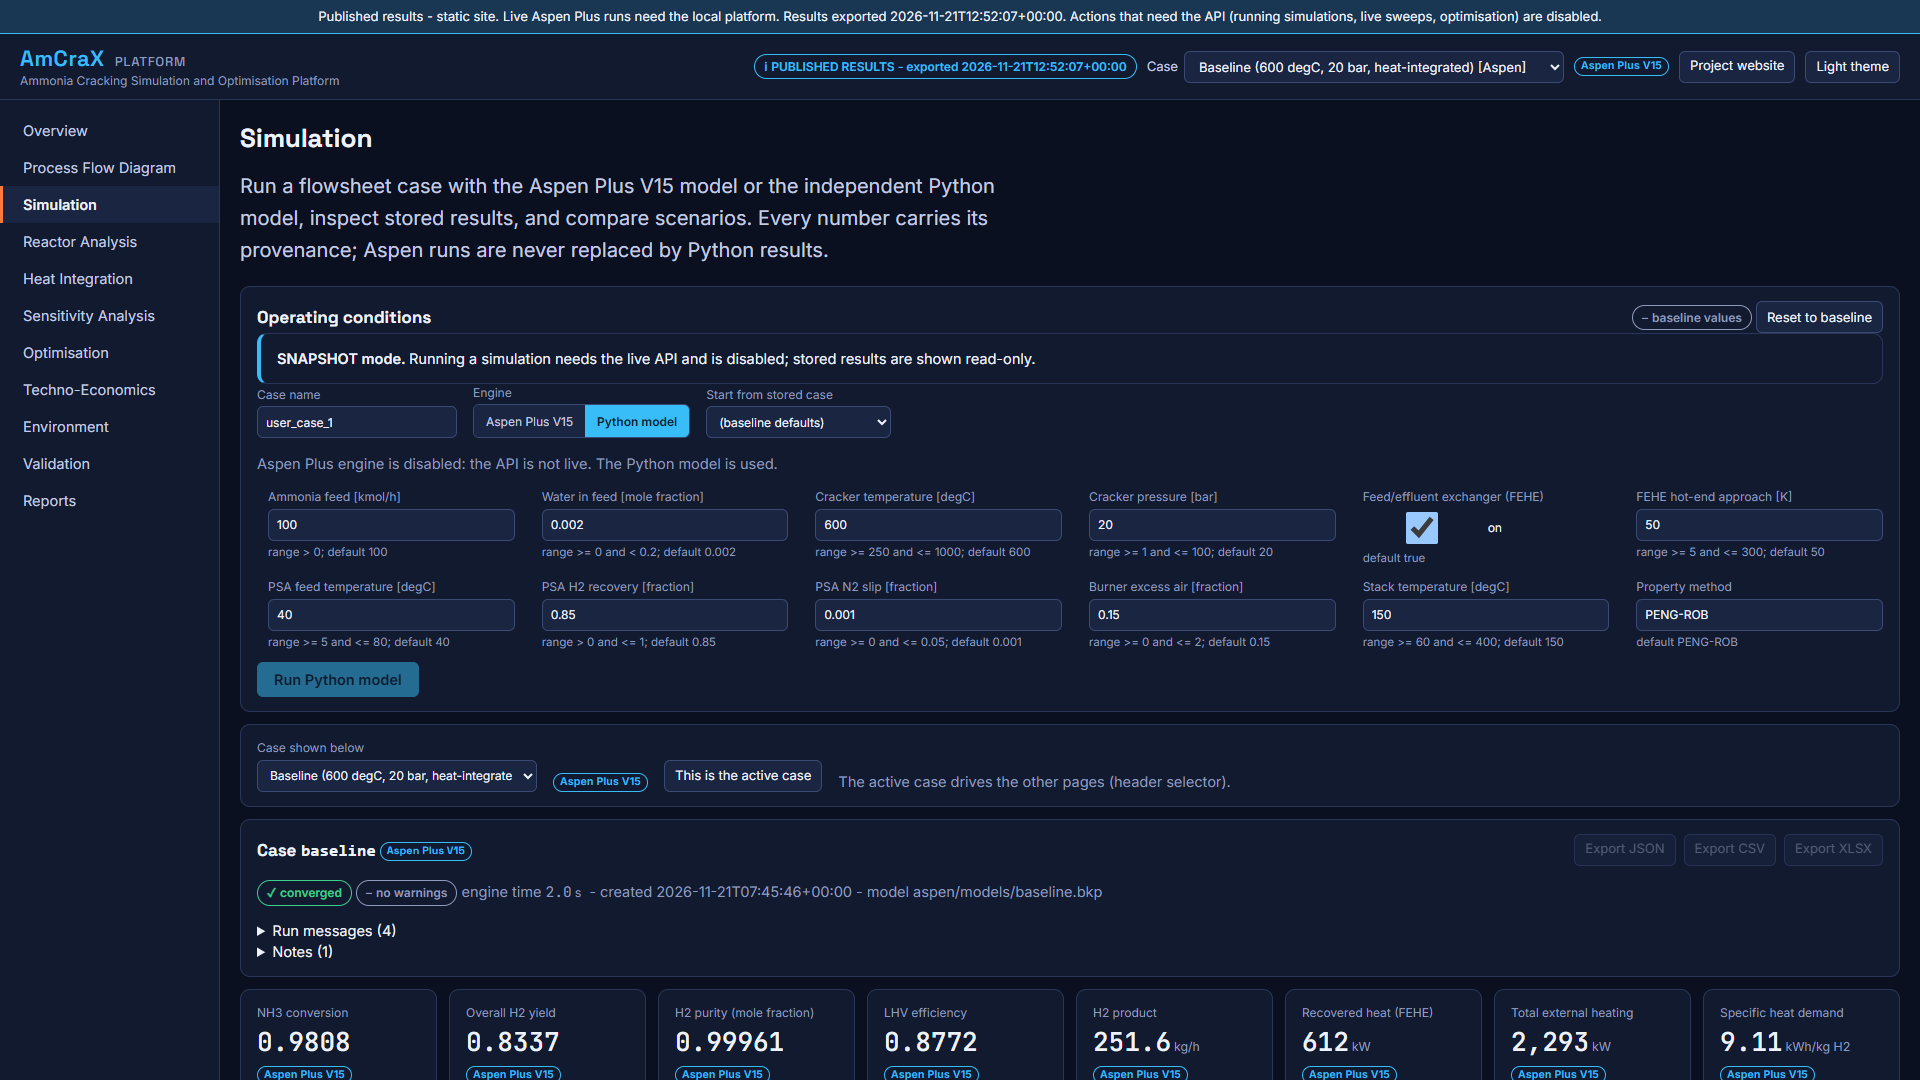 Published results - static site. Live Aspen Plus runs need the local platform. Results exported 2026-11-21T12:52:07+00:00. Actions that need the API (running simulations, live sweeps, optimisation) are disabled.
AmCraX PLATFORM
Ammonia Cracking Simulation and Optimisation Platform
i PUBLISHED RESULTS - exported 2026-11-21T12:52:07+00:00
Case
Baseline (600 degC, 20 bar, heat-integrated) [Aspen]
Aspen Plus V15
Project website
Light theme
Overview
Process Flow Diagram
Simulation
Reactor Analysis
Heat Integration
Sensitivity Analysis
Optimisation
Techno-Economics
Environment
Validation
Reports
Simulation
Run a flowsheet case with the Aspen Plus V15 model or the independent Python
model, inspect stored results, and compare scenarios. Every number carries its
provenance; Aspen runs are never replaced by Python results.
Operating conditions
– baseline values
Reset to baseline
SNAPSHOT mode. Running a simulation needs the live API and is disabled; stored results are shown read-only.
Case name
user_case_1
Engine
Aspen Plus V15
Python model
Start from stored case
(baseline defaults)
Aspen Plus engine is disabled: the API is not live. The Python model is used.
Ammonia feed [kmol/h]
100
range > 0; default 100
Water in feed [mole fraction]
0.002
range >= 0 and < 0.2; default 0.002
Cracker temperature [degC]
600
range >= 250 and <= 1000; default 600
Cracker pressure [bar]
20
range >= 1 and <= 100; default 20
Feed/effluent exchanger (FEHE)
on
default true
FEHE hot-end approach [K]
50
range >= 5 and <= 300; default 50
PSA feed temperature [degC]
40
range >= 5 and <= 80; default 40
PSA H2 recovery [fraction]
0.85
range > 0 and <= 1; default 0.85
PSA N2 slip [fraction]
0.001
range >= 0 and <= 0.05; default 0.001
Burner excess air [fraction]
0.15
range >= 0 and <= 2; default 0.15
Stack temperature [degC]
150
range >= 60 and <= 400; default 150
Property method
PENG-ROB
default PENG-ROB
Run Python model
Case shown below
Baseline (600 degC, 20 bar, heat-integrate
Aspen Plus V15
This is the active case
The active case drives the other pages (header selector).
Case baseline Aspen Plus V15
Export JSON
Export CSV
Export XLSX
✓ converged
– no warnings
engine time 2.0 s - created 2026-11-21T07:45:46+00:00 - model aspen/models/baseline.bkp
Run messages (4)
Notes (1)
NH3 conversion
0.9808
Aspen Plus V15
Overall H2 yield
0.8337
Aspen Plus V15
H2 purity (mole fraction)
0.99961
Aspen Plus V15
LHV efficiency
0.8772
Aspen Plus V15
H2 product
251.6 kg/h
Aspen Plus V15
Recovered heat (FEHE)
612 kW
Aspen Plus V15
Total external heating
2,293 kW
Aspen Plus V15
Specific heat demand
9.11 kWh/kg H2
Aspen Plus V15